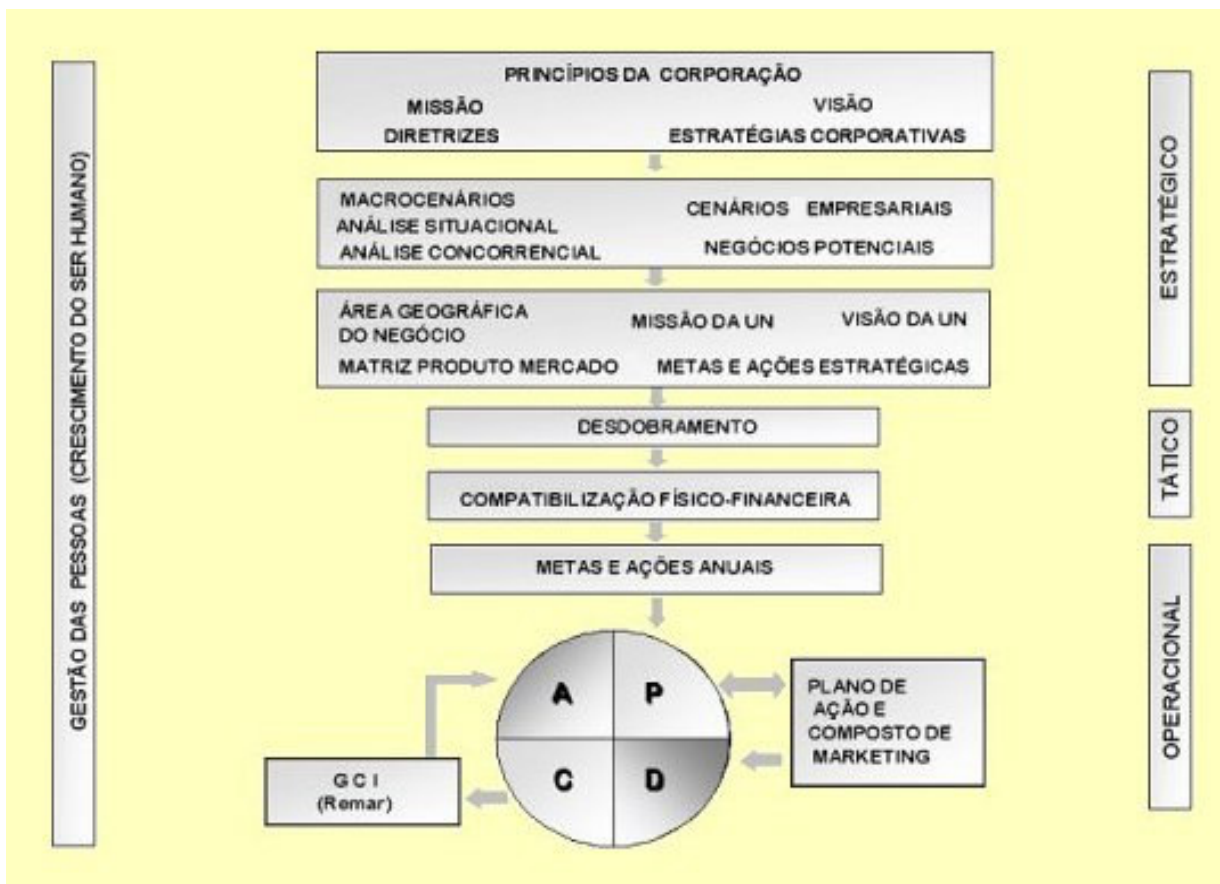 GESTÃO DAS PESSOAS (CRESCIMENTO DO SER HUMANO)
PRINCÍPIOS DA CORPORAÇÃO
MISSÃO
VISÃO
DIRETRIZES
ESTRATÉGIAS CORPORATIVAS
MACROCENÁRIOS
ANÁLISE SITUACIONAL
ANÁLISE CONCORRENCIAL
CENÁRIOS EMPRESARIAIS
NEGÓCIOS POTENCIAIS
ÁREA GEOGRÁFICA
DO NEGÓCIO
MISSÃO DA UN
VISÃO DA UN
MATRIZ PRODUTO MERCADO
METAS E AÇÕES ESTRATÉGICAS
DESDOBRAMENTO
COMPATIBILIZAÇÃO FÍSICO-FINANCEIRA
METAS E AÇÕES ANUAIS
A
P
C
D
PLANO DE
AÇÃO E
COMPOSTO DE
MARKETING
G C I
(Remar)
ESTRATÉGICO
TÁTICO
OPERACIONAL